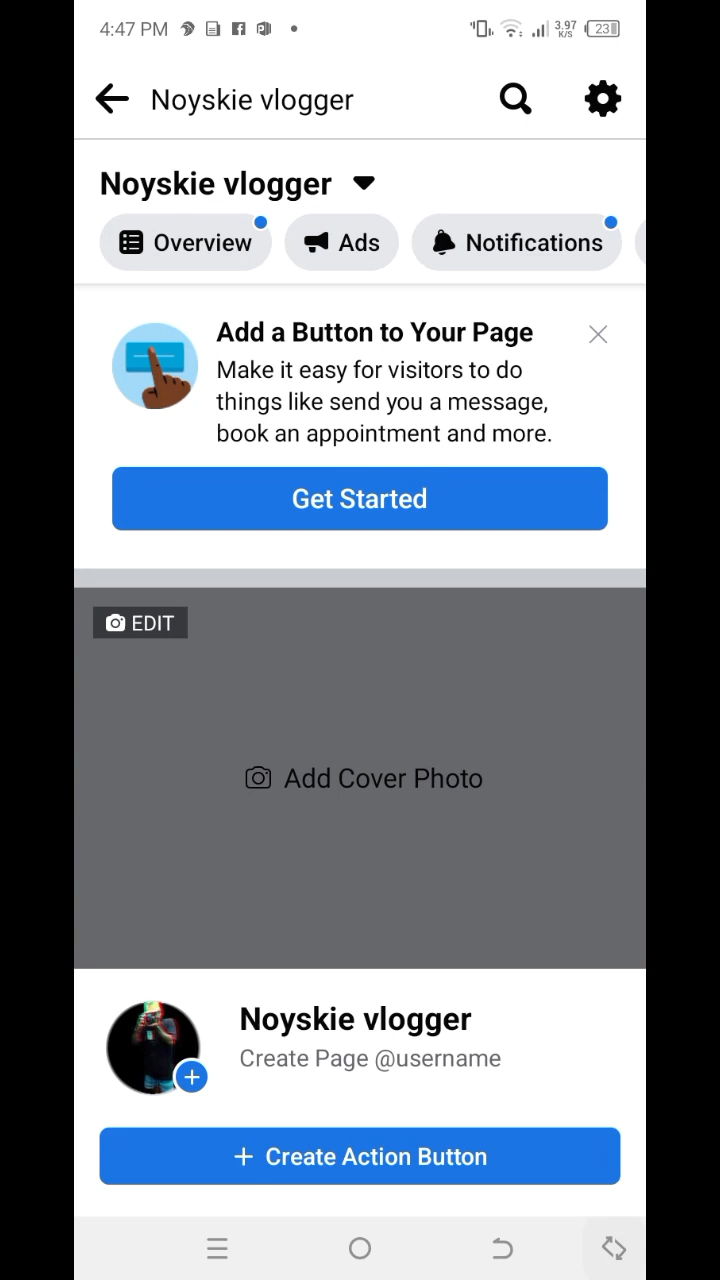 4:47 PM
3.97
K/S
23
Noyskie vlogger
Noyskie vlogger
Overview
Ads
Notifications
Add a Button to Your Page
Make it easy for visitors to do
things like send you a message,
book an appointment and more.
Get Started
EDIT
Add Cover Photo
Noyskie vlogger
Create Page @username
+ Create Action Button